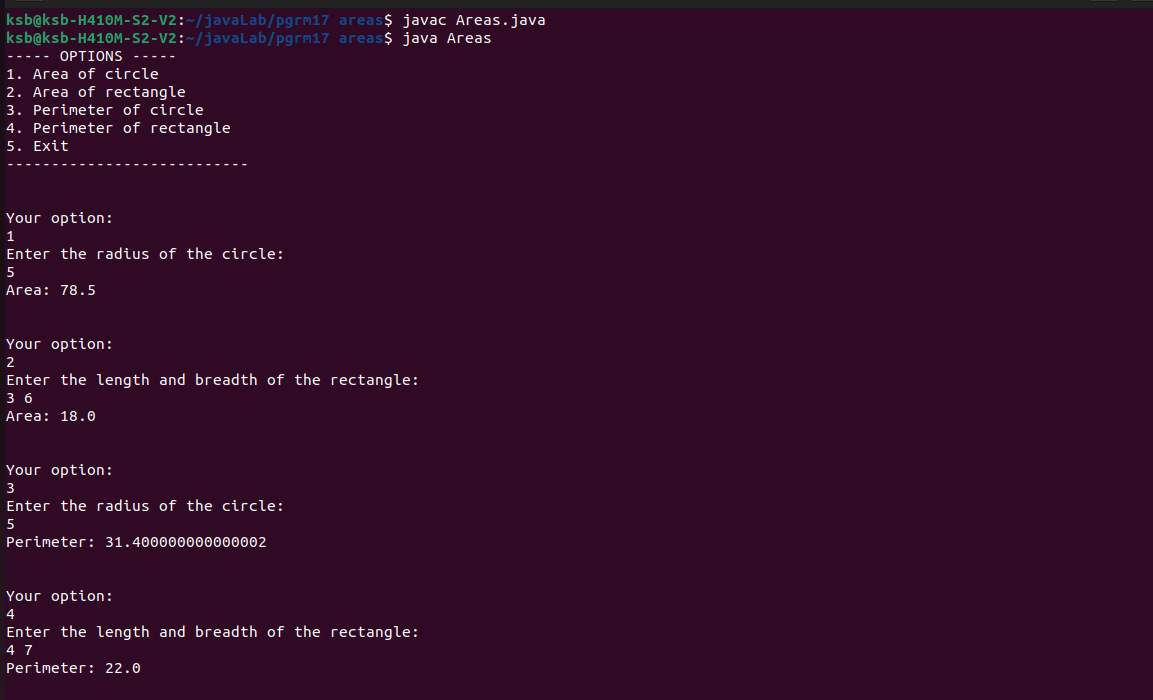 ksb@ksb-H410M-S2-V2:~/javaLab/pgrm17 areas$ javac Areas.java
ksb@ksb-H410M-S2-V2:~/javaLab/pgrm17 areas$ java Areas
----- OPTIONS -----
1. Area of circle
2. Area of rectangle
3. Perimeter of circle
4. Perimeter of rectangle
5. Exit
---------------------------
Your option:
1
Enter the radius of the circle:
5
Area: 78.5
Your option:
2
Enter the length and breadth of the rectangle:
3 6
Area: 18.0
Your option:
3
Enter the radius of the circle:
5
Perimeter: 31.400000000000002
Your option:
4
Enter the length and breadth of the rectangle:
4 7
Perimeter: 22.0